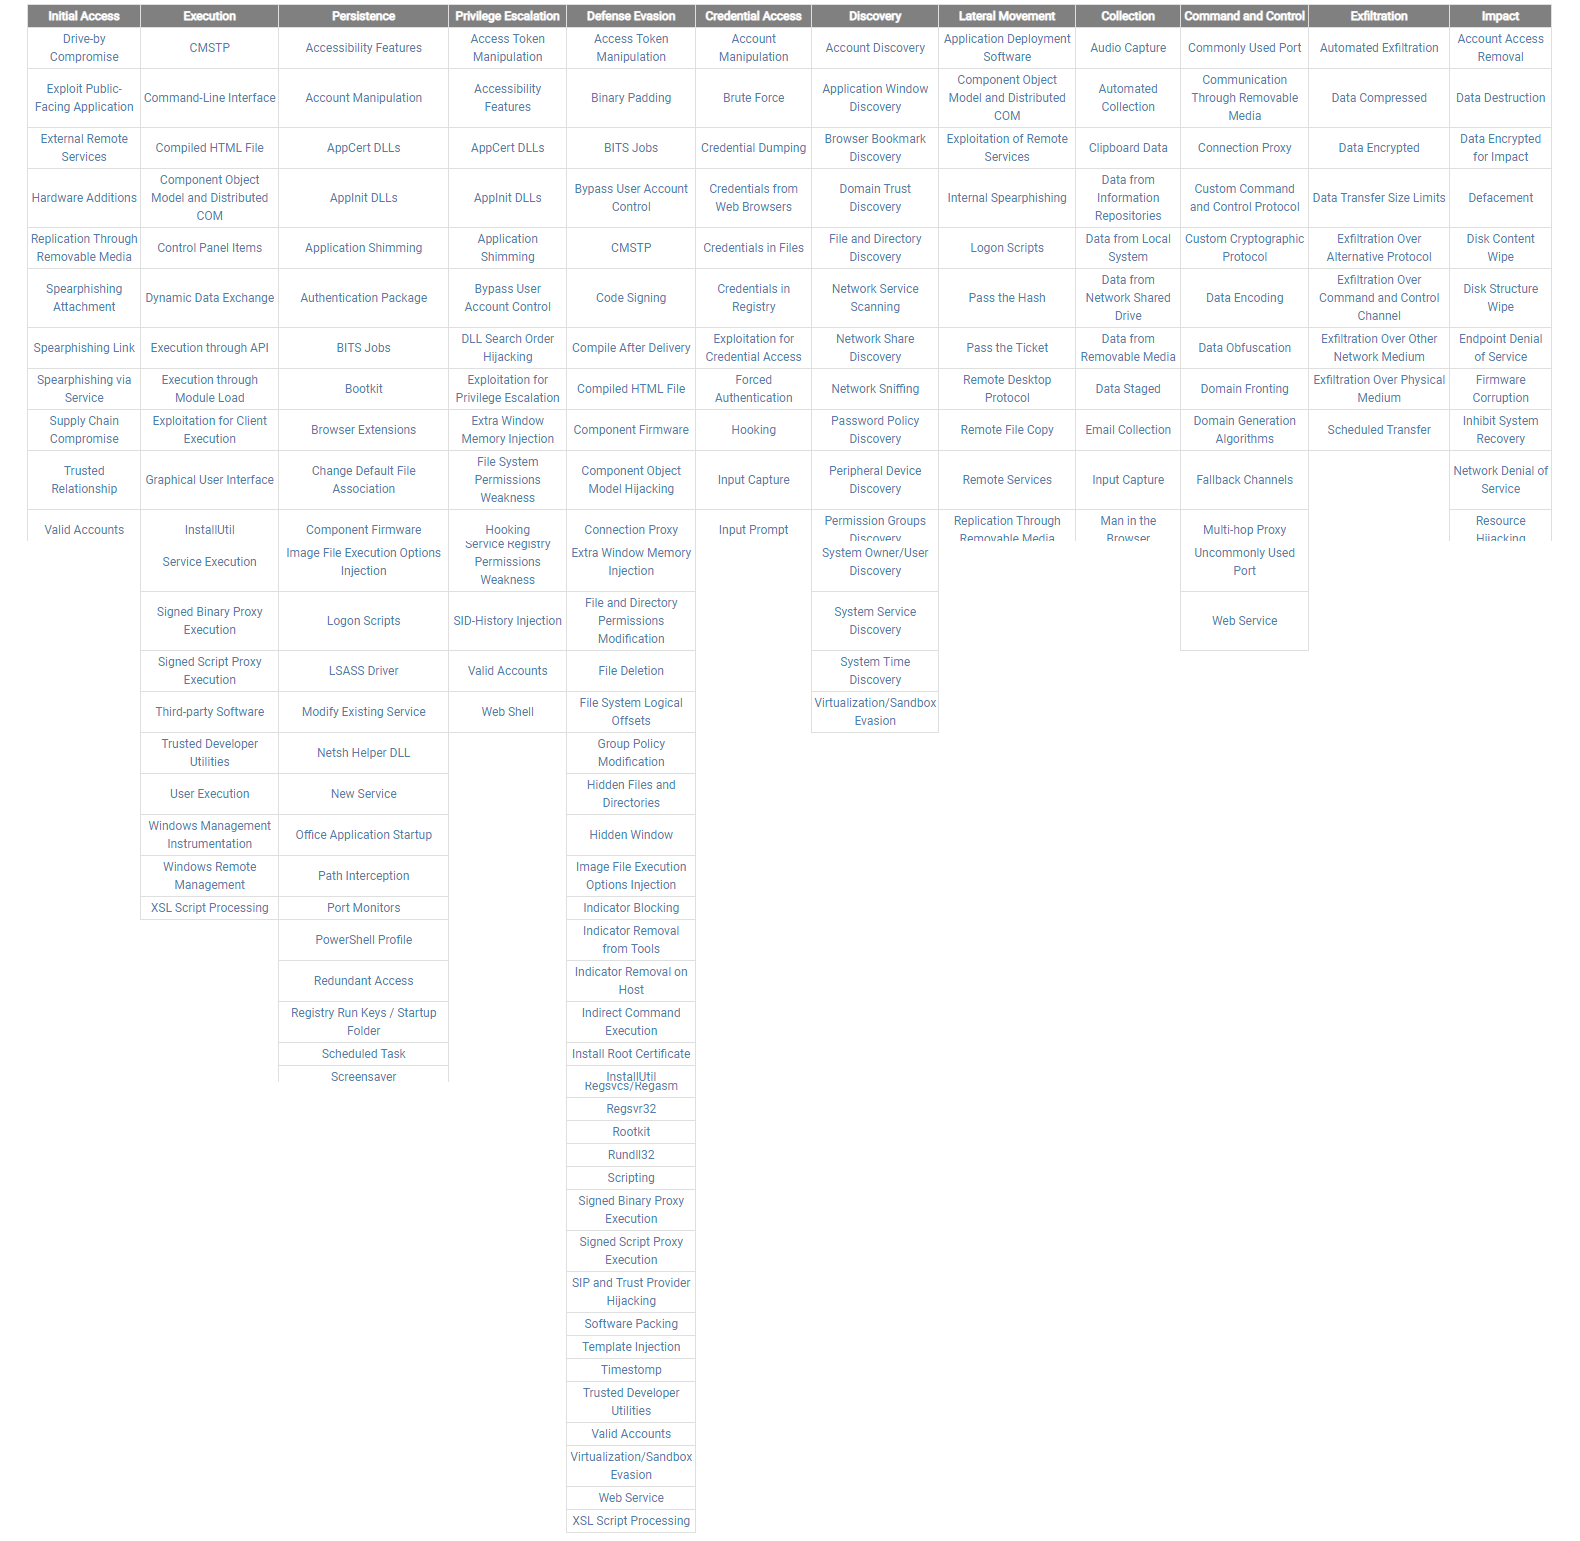 Initial Access	Execution	Persistence	Privilege Escalation	Defense Evasion	Credential Access	Discovery	Lateral Movement	Collection	Command and Control	Exfiltration	Impact
Drive-by Compromise	CMSTP	Accessibility Features	Access Token Manipulation	Access Token Manipulation	Account Manipulation	Account Discovery	Application Deployment Software	Audio Capture	Commonly Used Port	Automated Exfiltration	Account Access Removal
Exploit Public-Facing Application	Command-Line Interface	Account Manipulation	Accessibility Features	Binary Padding	Brute Force	Application Window Discovery	Component Object Model and Distributed COM	Automated Collection	Communication Through Removable Media	Data Compressed	Data Destruction
External Remote Services	Compiled HTML File	AppCert DLLs	AppCert DLLs	BITS Jobs	Credential Dumping	Browser Bookmark Discovery	Exploitation of Remote Services	Clipboard Data	Connection Proxy	Data Encrypted	Data Encrypted for Impact
Hardware Additions	Component Object Model and Distributed COM	AppInit DLLs	AppInit DLLs	Bypass User Account Control	Credentials from Web Browsers	Domain Trust Discovery	Internal Spearphishing	Data from Information Repositories	Custom Command and Control Protocol	Data Transfer Size Limits	Defacement
Replication Through Removable Media	Control Panel Items	Application Shimming	Application Shimming	CMSTP	Credentials in Files	File and Directory Discovery	Logon Scripts	Data from Local System	Custom Cryptographic Protocol	Exfiltration Over Alternative Protocol	Disk Content Wipe
Spearphishing Attachment	Dynamic Data Exchange	Authentication Package	Bypass User Account Control	Code Signing	Credentials in Registry	Network Service Scanning	Pass the Hash	Data from Network Shared Drive	Data Encoding	Exfiltration Over Command and Control Channel	Disk Structure Wipe
Spearphishing Link	Execution through API	BITS Jobs	DLL Search Order Hijacking	Compile After Delivery	Exploitation for Credential Access	Network Share Discovery	Pass the Ticket	Data from Removable Media	Data Obfuscation	Exfiltration Over Other Network Medium	Endpoint Denial of Service
Spearphishing via Service	Execution through Module Load	Bootkit	Exploitation for Privilege Escalation	Compiled HTML File	Forced Authentication	Network Sniffing	Remote Desktop Protocol	Data Staged	Domain Fronting	Exfiltration Over Physical Medium	Firmware Corruption
Supply Chain Compromise	Exploitation for Client Execution	Browser Extensions	Extra Window Memory Injection	Component Firmware	Hooking	Password Policy Discovery	Remote File Copy	Email Collection	Domain Generation Algorithms	Scheduled Transfer	Inhibit System Recovery
Trusted Relationship	Graphical User Interface	Change Default File Association	File System Permissions Weakness	Component Object Model Hijacking	Input Capture	Peripheral Device Discovery	Remote Services	Input Capture	Fallback Channels	Network Denial of Service
Valid Accounts	InstallUtil	Component Firmware	Hooking	Connection Proxy	Input Prompt	Permission Groups Discovery	Replication Through Removable Media	Man in the Browser	Multi-hop Proxy	Resource Hijacking
Service Execution	Image File Execution Options Injection	Service Registry Permissions Weakness	Extra Window Memory Injection	System Owner/User Discovery	Uncommonly Used Port
Signed Binary Proxy Execution	Logon Scripts	SID-History Injection	File and Directory Permissions Modification	System Service Discovery	Web Service
Signed Script Proxy Execution	LSASS Driver	Valid Accounts	File Deletion	System Time Discovery
Third-party Software	Modify Existing Service	Web Shell	File System Logical Offsets	Virtualization/Sandbox Evasion
Trusted Developer Utilities	Netsh Helper DLL	Group Policy Modification
User Execution	New Service	Hidden Files and Directories
Windows Management Instrumentation	Office Application Startup	Hidden Window
Windows Remote Management	Path Interception	Image File Execution Options Injection
XSL Script Processing	Port Monitors	Indicator Blocking
PowerShell Profile	Indicator Removal from Tools
Redundant Access	Indicator Removal on Host
Registry Run Keys / Startup Folder	Indirect Command Execution
Scheduled Task	Install Root Certificate
Screensaver	InstallUtil
Regsvcs/Regasm
Regsvr32
Rootkit
Rundll32
Scripting
Signed Binary Proxy Execution
Signed Script Proxy Execution
SIP and Trust Provider Hijacking
Software Packing
Template Injection
Timestomp
Trusted Developer Utilities
Valid Accounts
Virtualization/Sandbox Evasion
Web Service
XSL Script Processing